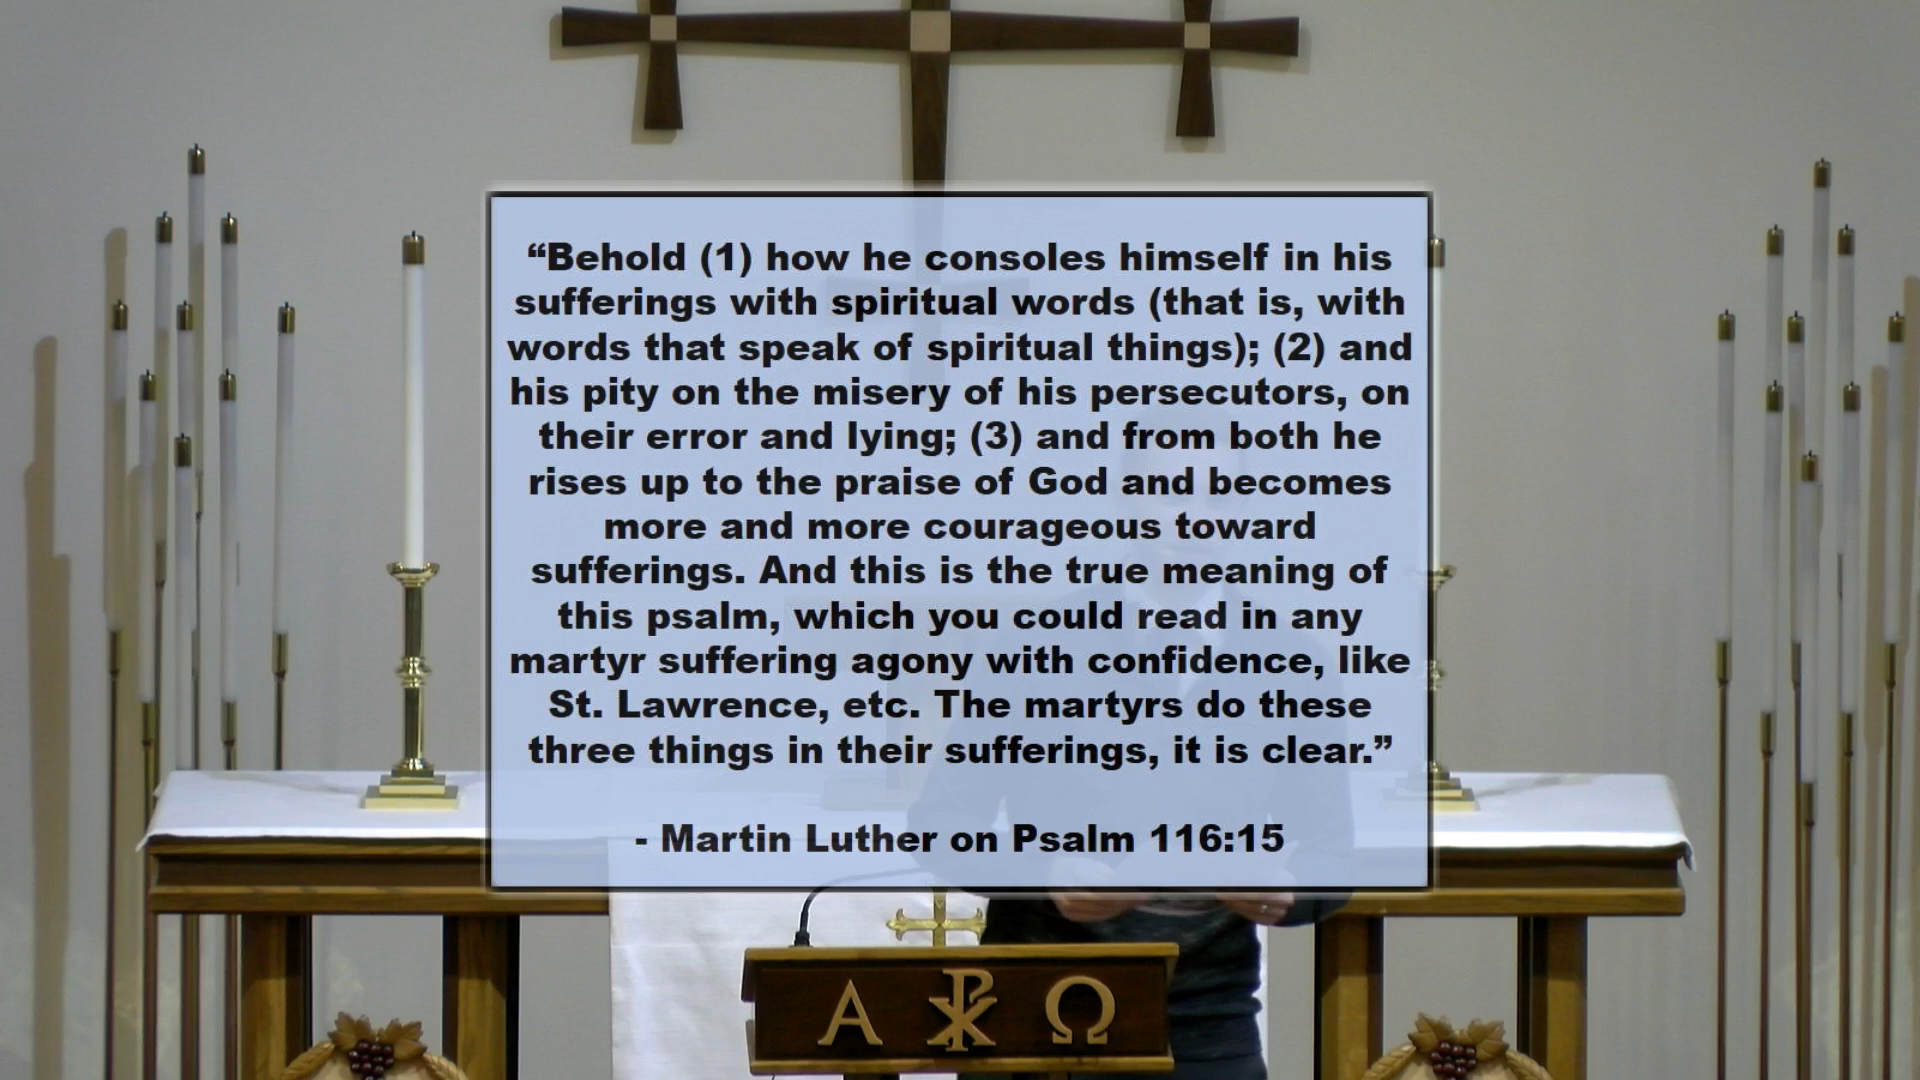 “Behold (1) how he consoles himself in his
sufferings with spiritual words (that is, with
words that speak of spiritual things); (2) and
his pity on the misery of his persecutors, on
their error and lying; (3) and from both he
rises up to the praise of God and becomes
more and more courageous toward
sufferings. And this is the true meaning of
this psalm, which you could read in any
martyr suffering agony with confidence, like
St. Lawrence, etc. The martyrs do these
three things in their sufferings, it is clear.”
- Martin Luther on Psalm 116:15
Α ☧ Ω